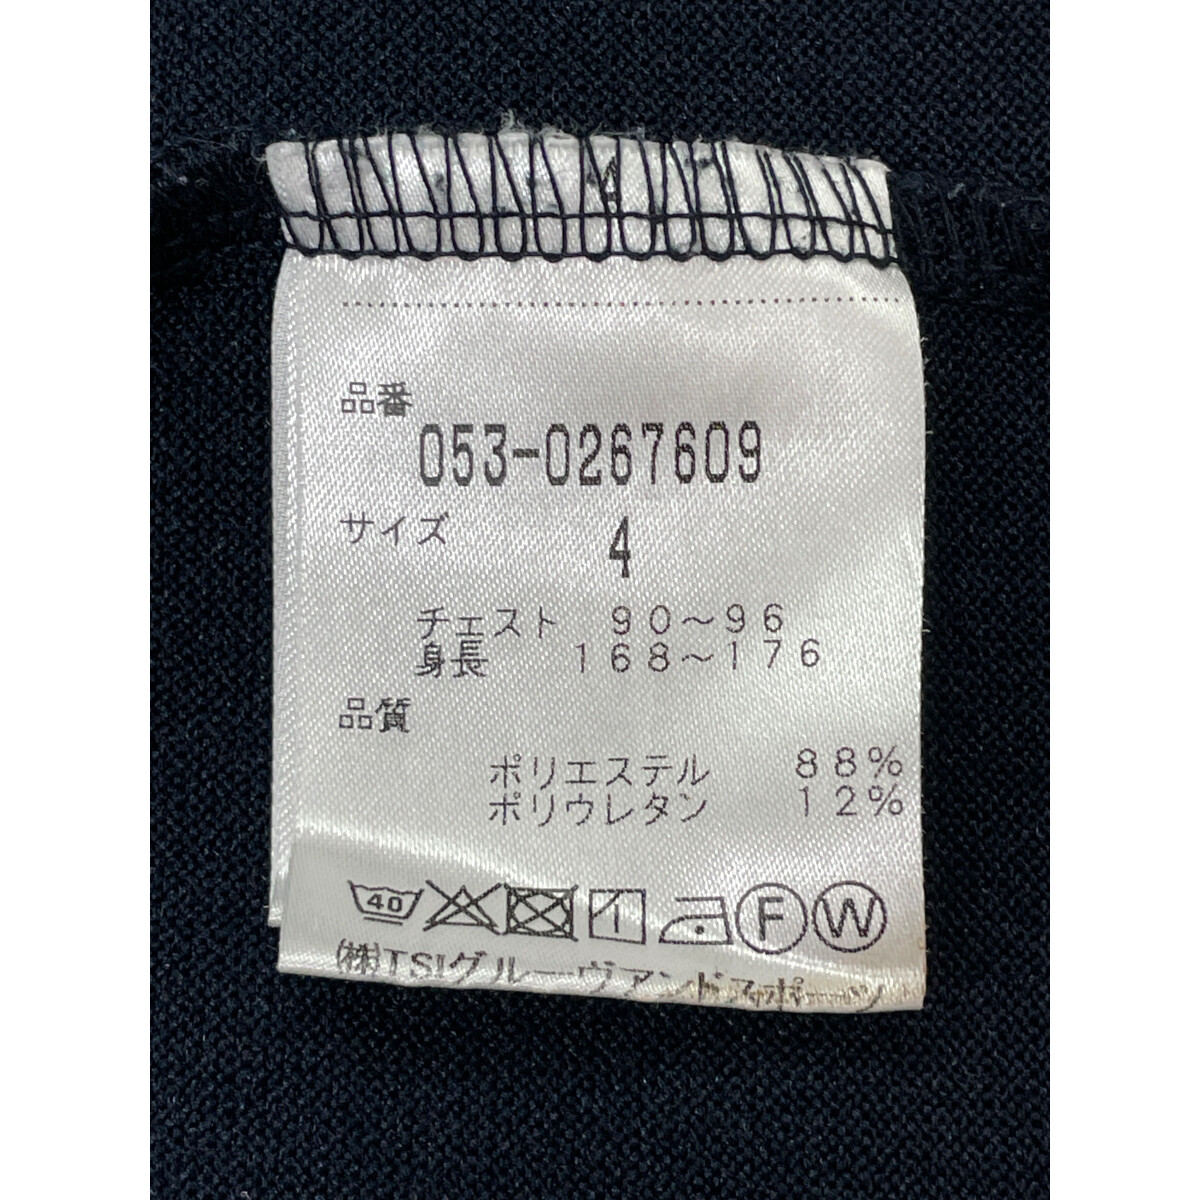 品番
053-0267609
サイズ 4
チェスト 90～96
身長 168～176
品質
ポリエステル 88%
ポリウレタン 12%
40 F W
(株)TSIグルーヴアンドスポーツ